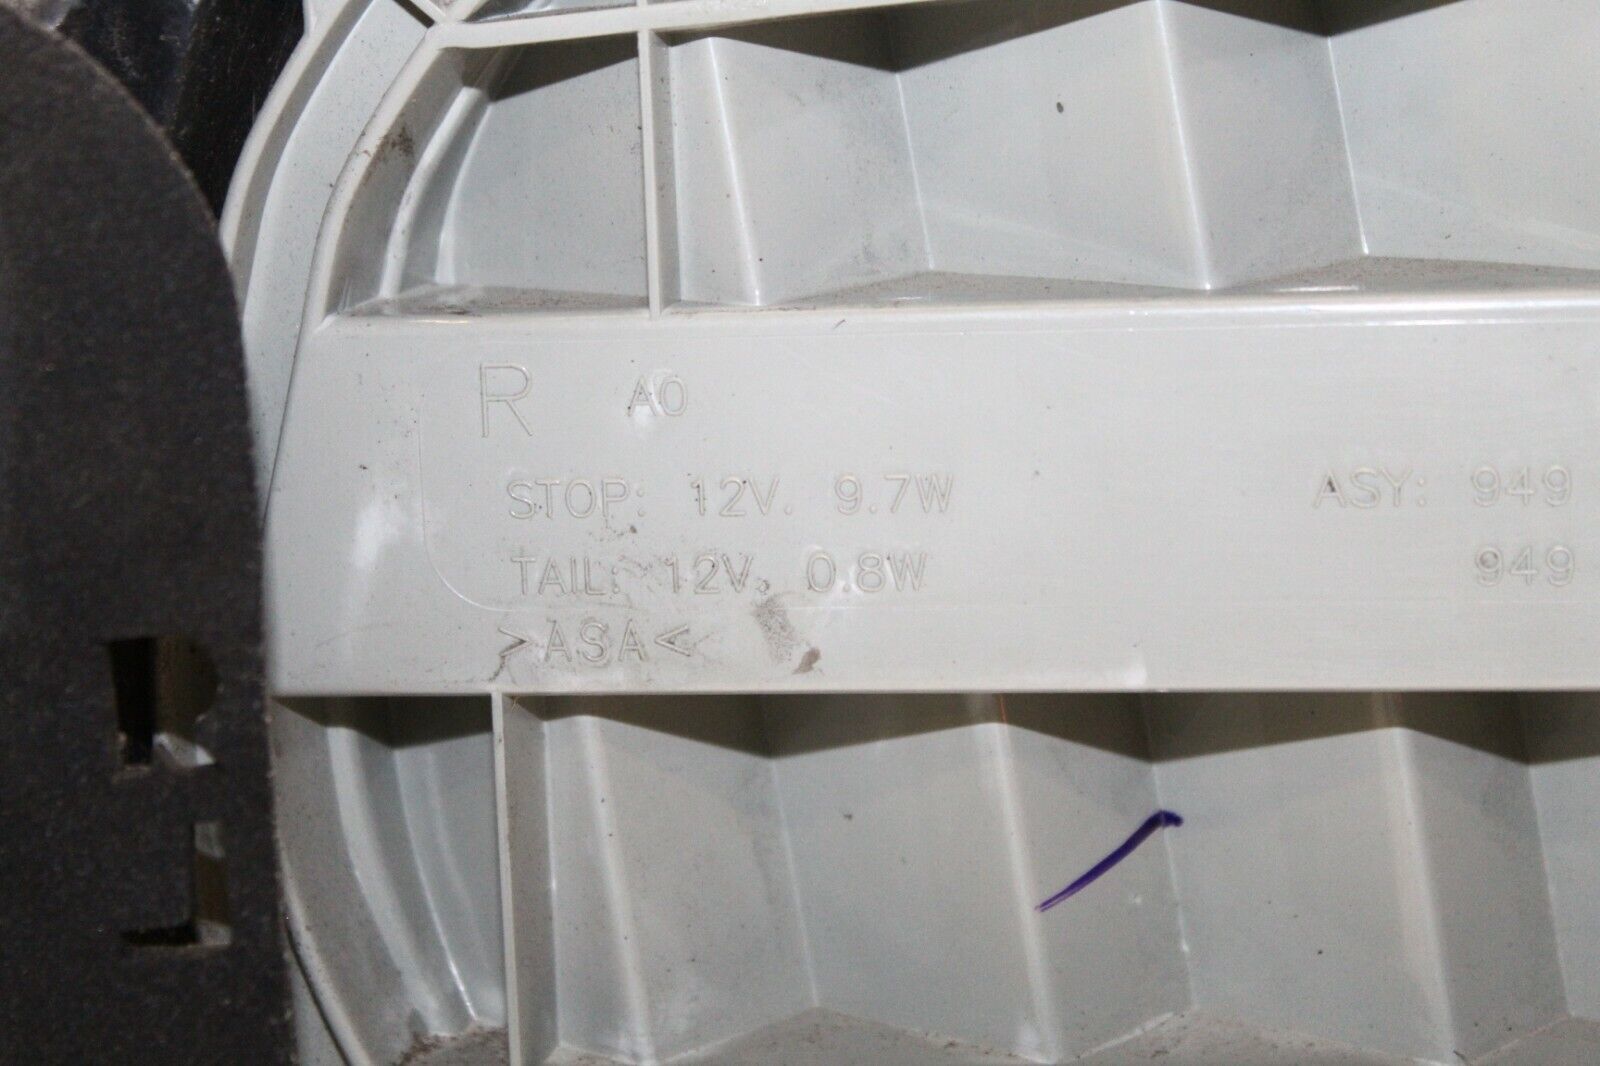 R A0
STOP: 12V. 9.7W ASY: 949
TAIL: 12V. 0.8W 949
>ASA<